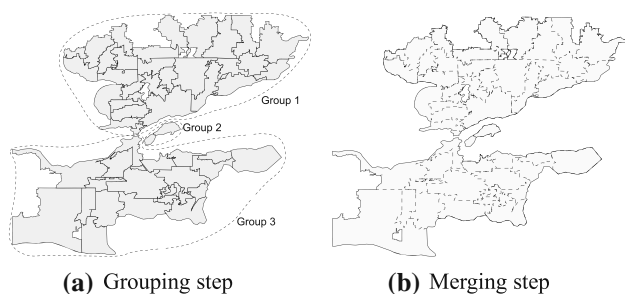 Group 1
Group 2
Group 3
(a) Grouping step
(b) Merging step